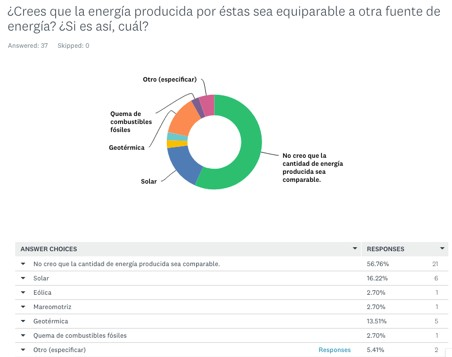 ¿Crees que la energía producida por éstas sea equiparable a otra fuente de
energía? ¿Si es así, cuál?
Answered: 37 Skipped: 0
Otro (especificar)
Quema de
combustibles
fósiles
Geotérmica
Solar
No creo que la
cantidad de energía
producida sea
comparable.
ANSWER CHOICES RESPONSES
No creo que la cantidad de energía producida sea comparable. 56.76% 21
Solar 16.22% 6
Eólica 2.70% 1
Mareomotriz 2.70% 1
Geotérmica 13.51% 5
Quema de combustibles fósiles 2.70% 1
Otro (especificar) Responses 5.41% 2